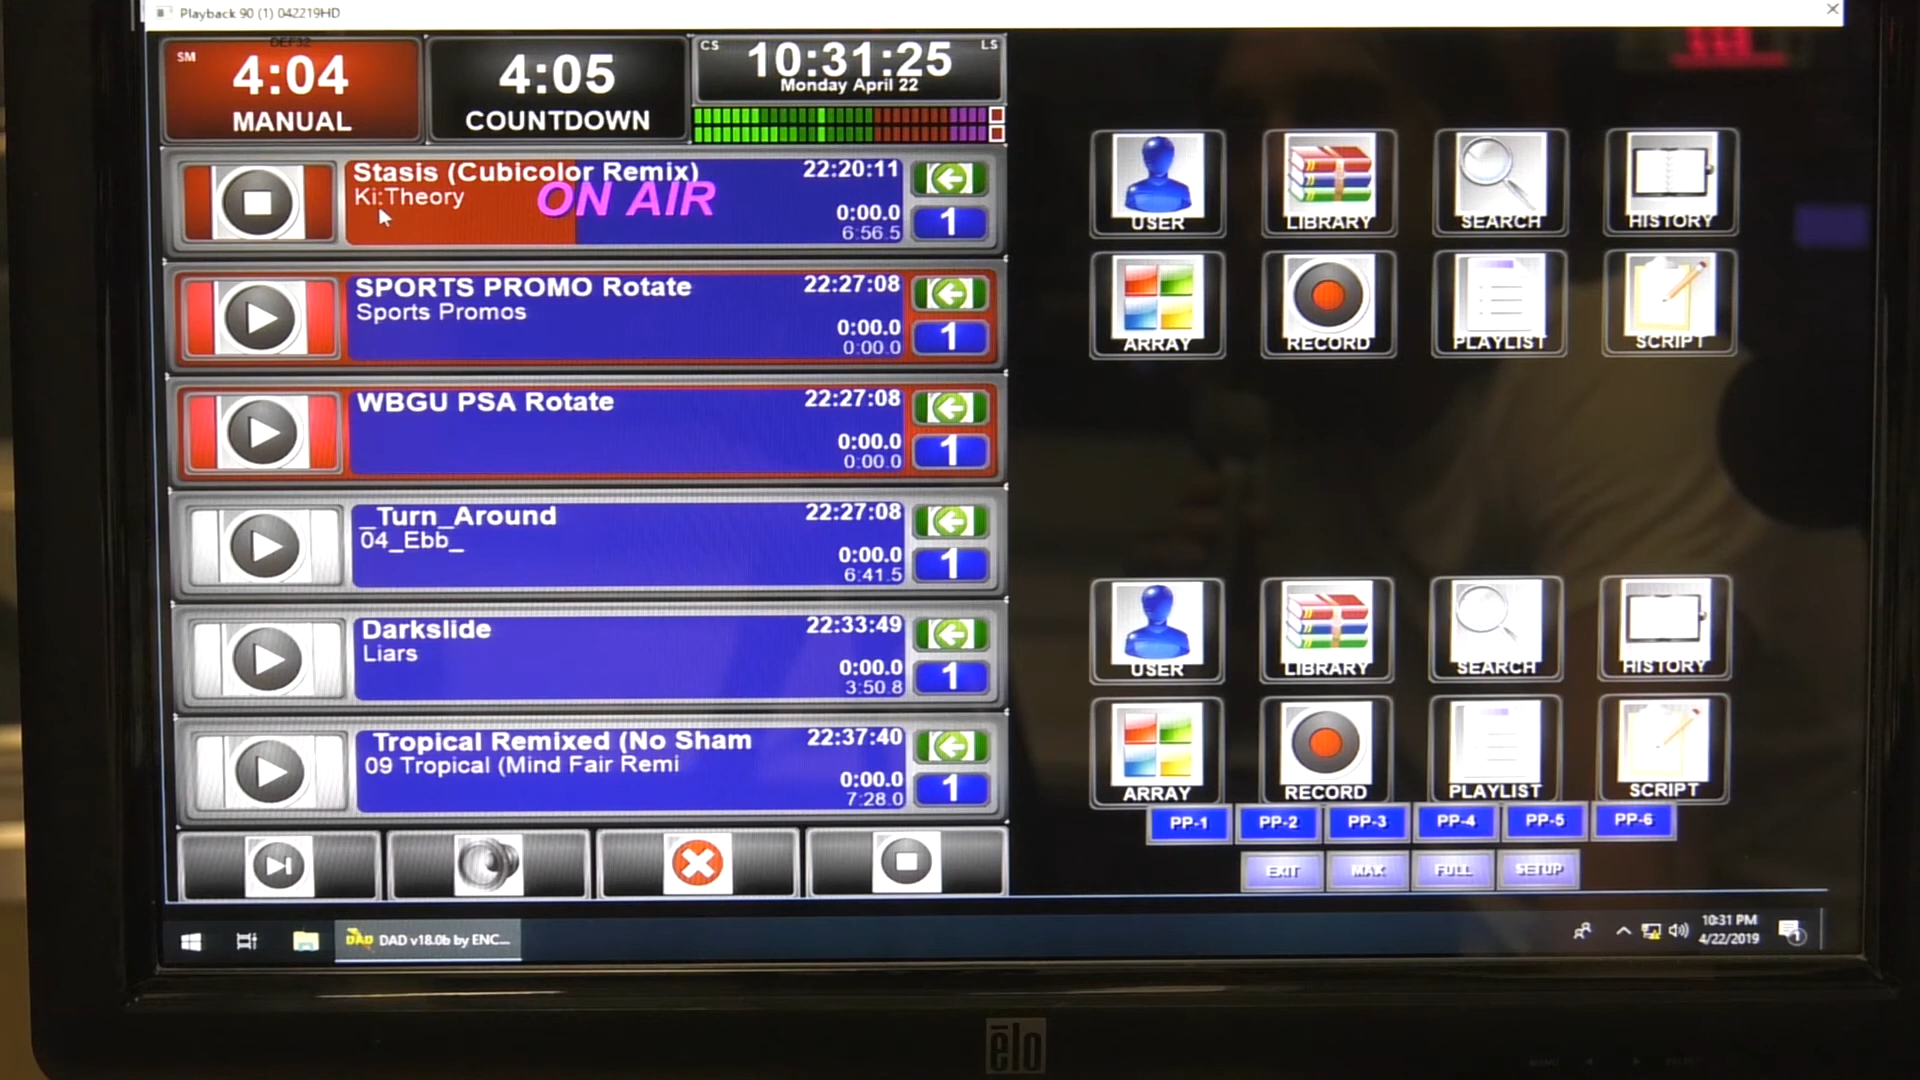 Playback 90 (1) 042219HD
SM
4:04
MANUAL
4:05
COUNTDOWN
CS
10:31:25
LS
Monday April 22
Stasis (Cubicolor Remix)
22:20:11
Ki:Theory
ON AIR
0:00.0
1
6:56.5
SPORTS PROMO Rotate
22:27:08
Sports Promos
0:00.0
1
0:00.0
WBGU PSA Rotate
22:27:08
0:00.0
1
0:00.0
_Turn_Around
22:27:08
04_Ebb_
0:00.0
1
6:41.5
Darkslide
22:33:49
Liars
0:00.0
1
3:50.8
Tropical Remixed (No Sham
22:37:40
09 Tropical (Mind Fair Remi
0:00.0
1
7:28.0
USER
LIBRARY
SEARCH
HISTORY
ARRAY
RECORD
PLAYLIST
SCRIPT
USER
LIBRARY
SEARCH
HISTORY
ARRAY
RECORD
PLAYLIST
SCRIPT
PP-1
PP-2
PP-3
PP-4
PP-5
PP-6
EXIT
MAX
FULL
SETUP
DAD
DAD v18.0b by ENC...
10:31 PM
4/22/2019
1
elo
MENU